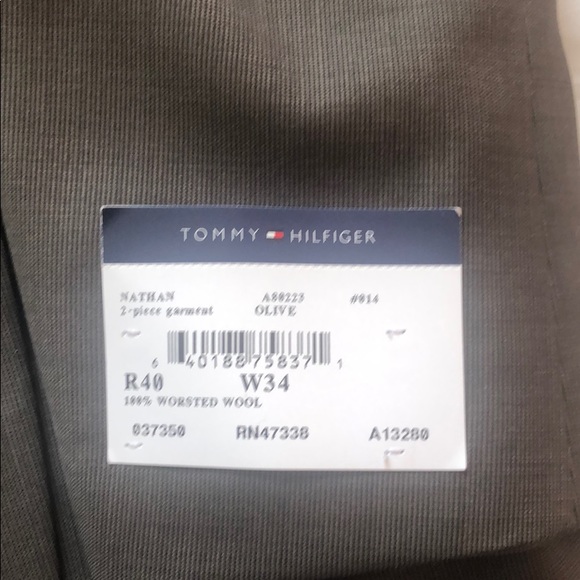 TOMMY HILFIGER
NATHAN A88223 #814
2-piece garment OLIVE
6 40188 75837 1
R40 W34
100% WORSTED WOOL
037350 RN47338 A13280